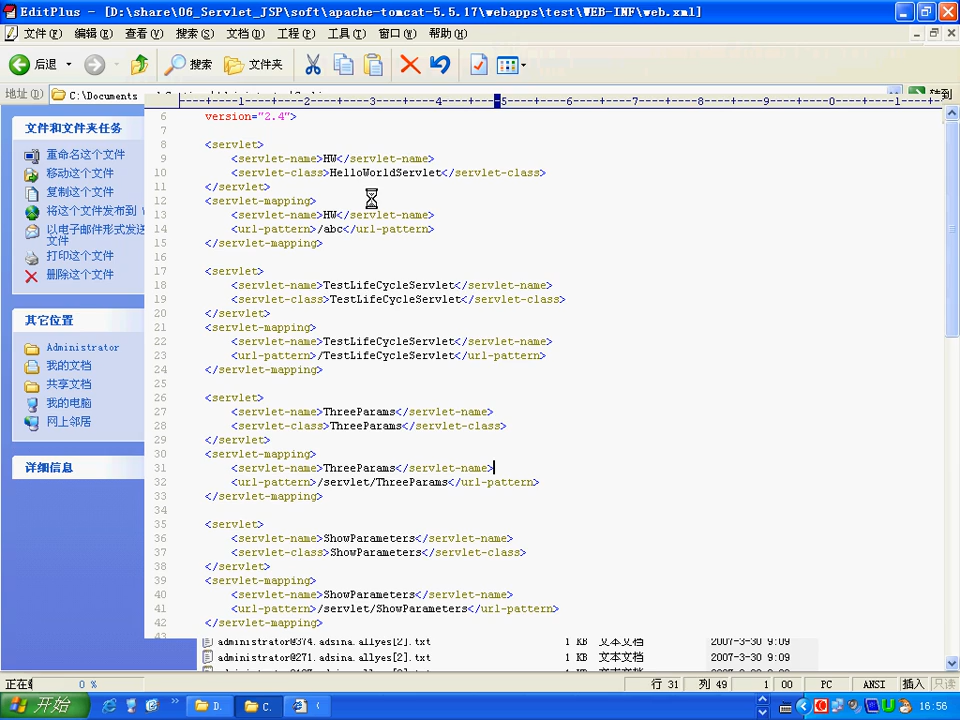 EditPlus - [D:\share\06_Servlet_JSP\soft\apache-tomcat-5.5.17\webapps\test\WEB-INF\web.xml]
文件(F) 编辑(E) 查看(V) 搜索(S) 文档(D) 工程(P) 工具(T) 窗口(W) 帮助(H)
后退 搜索 文件夹
地址(D) C:\Documents 转到
----+----1----+----2----+----3----+----4----+----5----+----6----+----7----+----8----+----9----+----0----+----1----+--
文件和文件夹任务
重命名这个文件
移动这个文件
复制这个文件
将这个文件发布到
以电子邮件形式发送
文件
打印这个文件
删除这个文件
其它位置
Administrator
我的文档
共享文档
我的电脑
网上邻居
详细信息
6 version="2.4">
7
8 <servlet>
9 <servlet-name>HW</servlet-name>
10 <servlet-class>HelloWorldServlet</servlet-class>
11 </servlet>
12 <servlet-mapping>
13 <servlet-name>HW</servlet-name>
14 <url-pattern>/abc</url-pattern>
15 </servlet-mapping>
16
17 <servlet>
18 <servlet-name>TestLifeCycleServlet</servlet-name>
19 <servlet-class>TestLifeCycleServlet</servlet-class>
20 </servlet>
21 <servlet-mapping>
22 <servlet-name>TestLifeCycleServlet</servlet-name>
23 <url-pattern>/TestLifeCycleServlet</url-pattern>
24 </servlet-mapping>
25
26 <servlet>
27 <servlet-name>ThreeParams</servlet-name>
28 <servlet-class>ThreeParams</servlet-class>
29 </servlet>
30 <servlet-mapping>
31 <servlet-name>ThreeParams</servlet-name>
32 <url-pattern>/servlet/ThreeParams</url-pattern>
33 </servlet-mapping>
34
35 <servlet>
36 <servlet-name>ShowParameters</servlet-name>
37 <servlet-class>ShowParameters</servlet-class>
38 </servlet>
39 <servlet-mapping>
40 <servlet-name>ShowParameters</servlet-name>
41 <url-pattern>/servlet/ShowParameters</url-pattern>
42 </servlet-mapping>
43
administrator@374.adsina.allyes[2].txt 1 KB 文本文档 2007-3-30 9:09
administrator@271.adsina.allyes[2].txt 1 KB 文本文档 2007-3-30 9:09
正在 0 % 行 31 列 49 1 00 PC ANSI 插入 只读
开始 D. C. 16:56